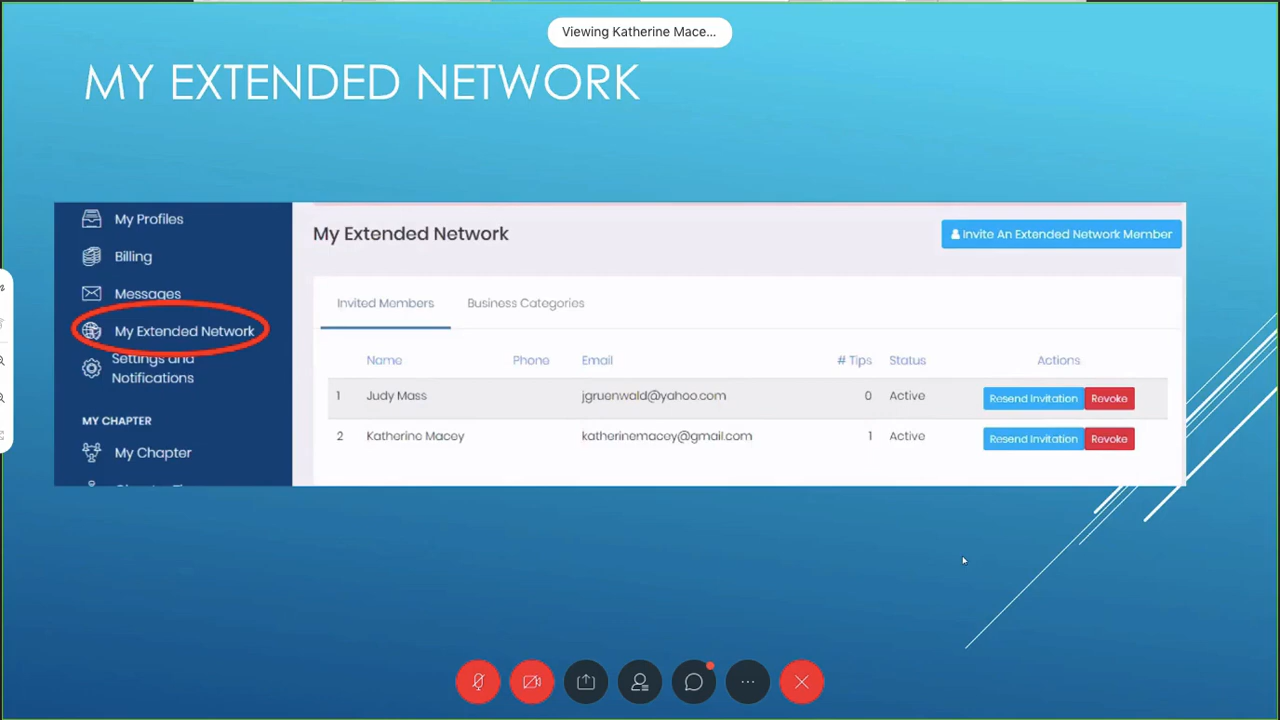 Viewing Katherine Mace...
MY EXTENDED NETWORK
My Profiles
Billing
Messages
My Extended Network
Settings and
Notifications
MY CHAPTER
My Chapter
My Extended Network
Invite An Extended Network Member
Invited Members Business Categories
Name Phone Email # Tips Status Actions
1 Judy Mass jgruenwald@yahoo.com 0 Active Resend Invitation Revoke
2 Katherine Macey katherinemacey@gmail.com 1 Active Resend Invitation Revoke